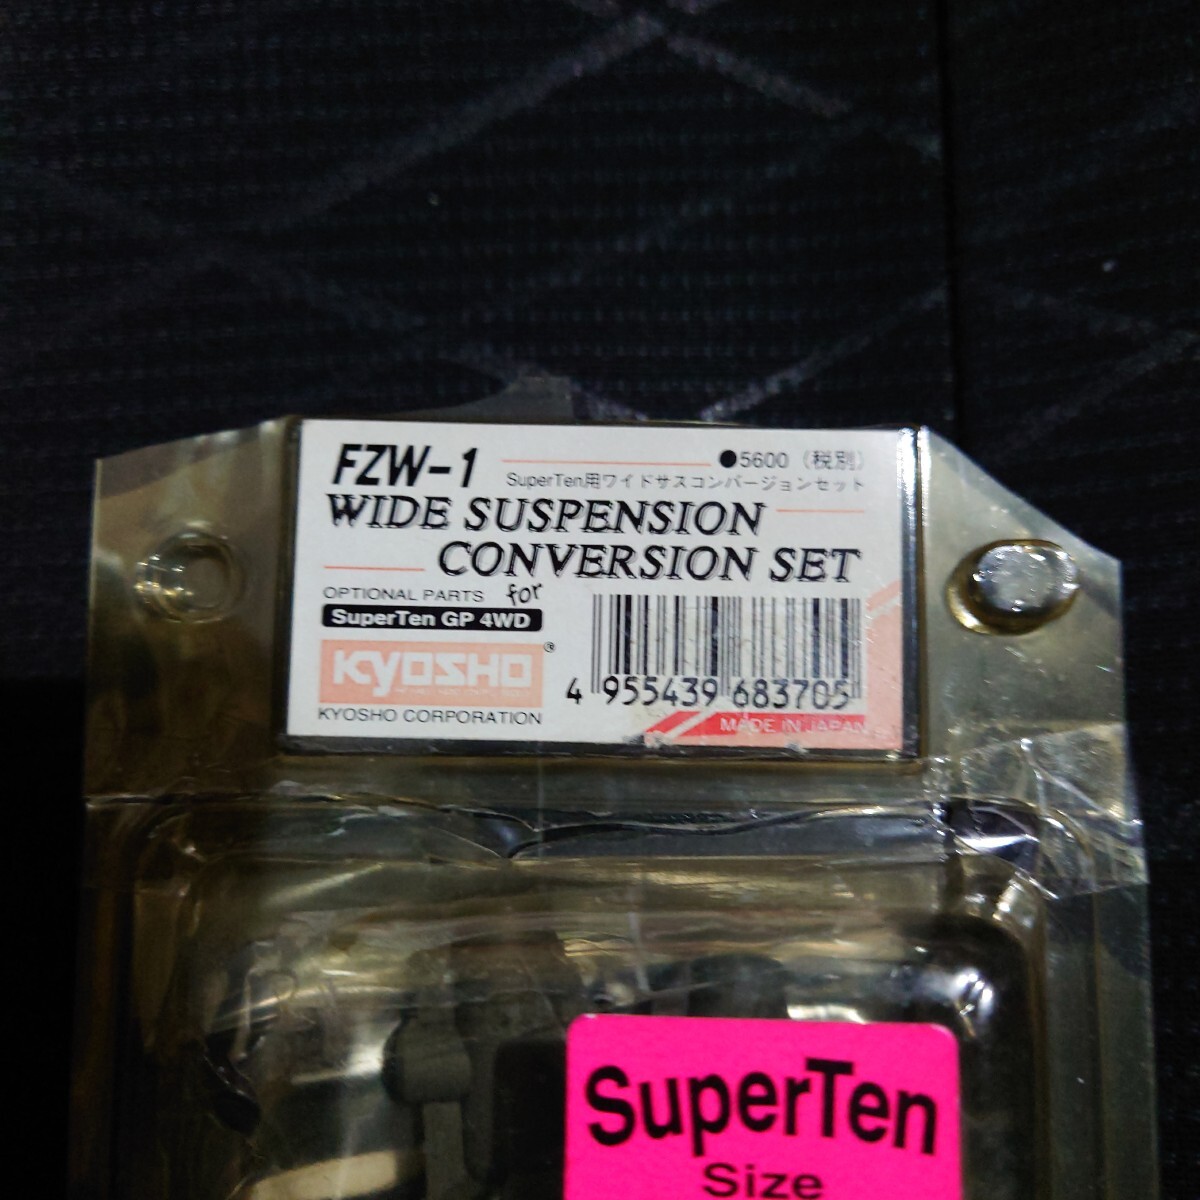 FZW-1
●5600（税別）
SuperTen用ワイドサスコンバージョンセット
WIDE SUSPENSION
CONVERSION SET
OPTIONAL PARTS for
SuperTen GP 4WD
KYOSHO®
KYOSHO CORPORATION
4 955439 683705
MADE IN JAPAN
SuperTen
Size